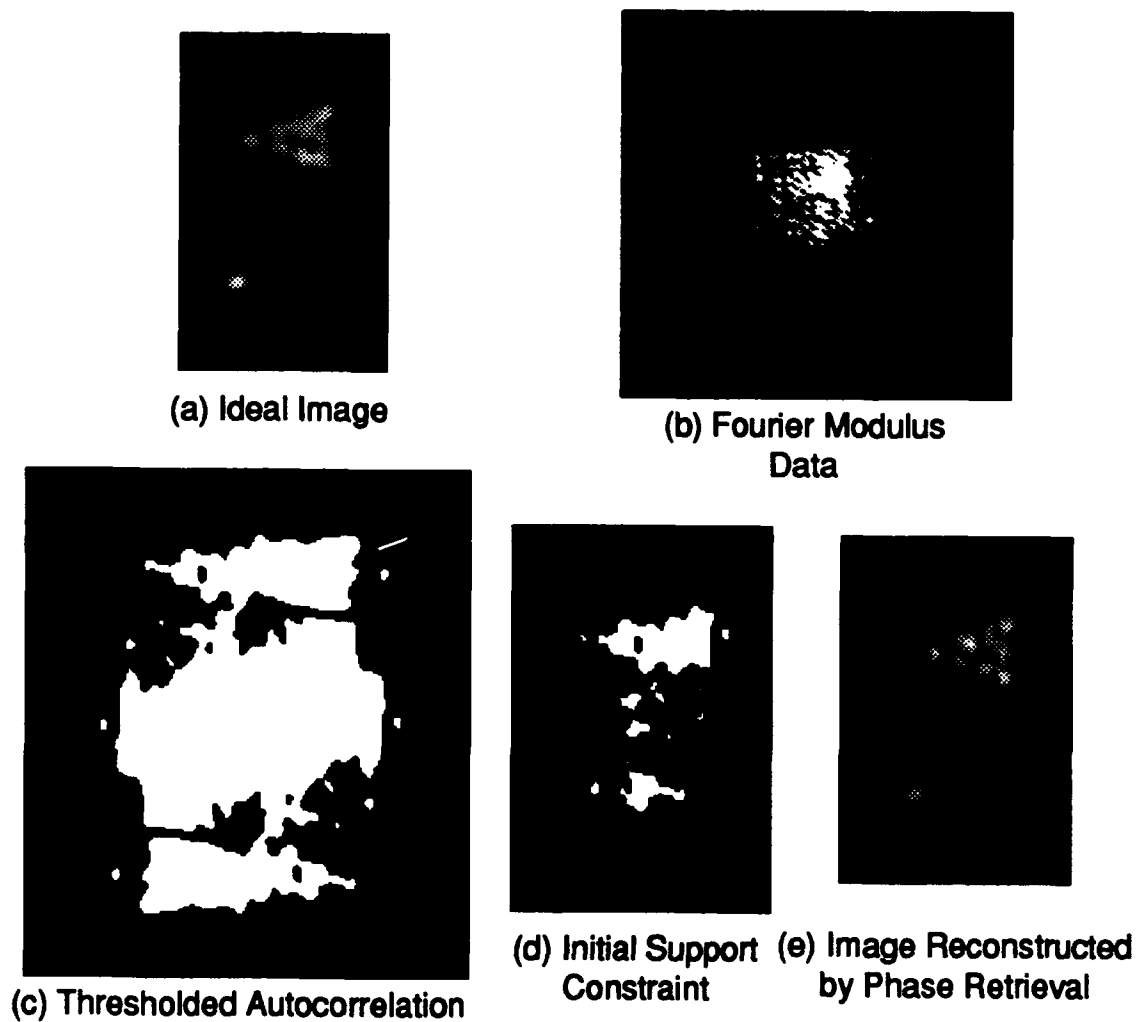 (a) Ideal Image
(b) Fourier Modulus
Data
(c) Thresholded Autocorrelation
(d) Initial Support
Constraint
(e) Image Reconstructed
by Phase Retrieval